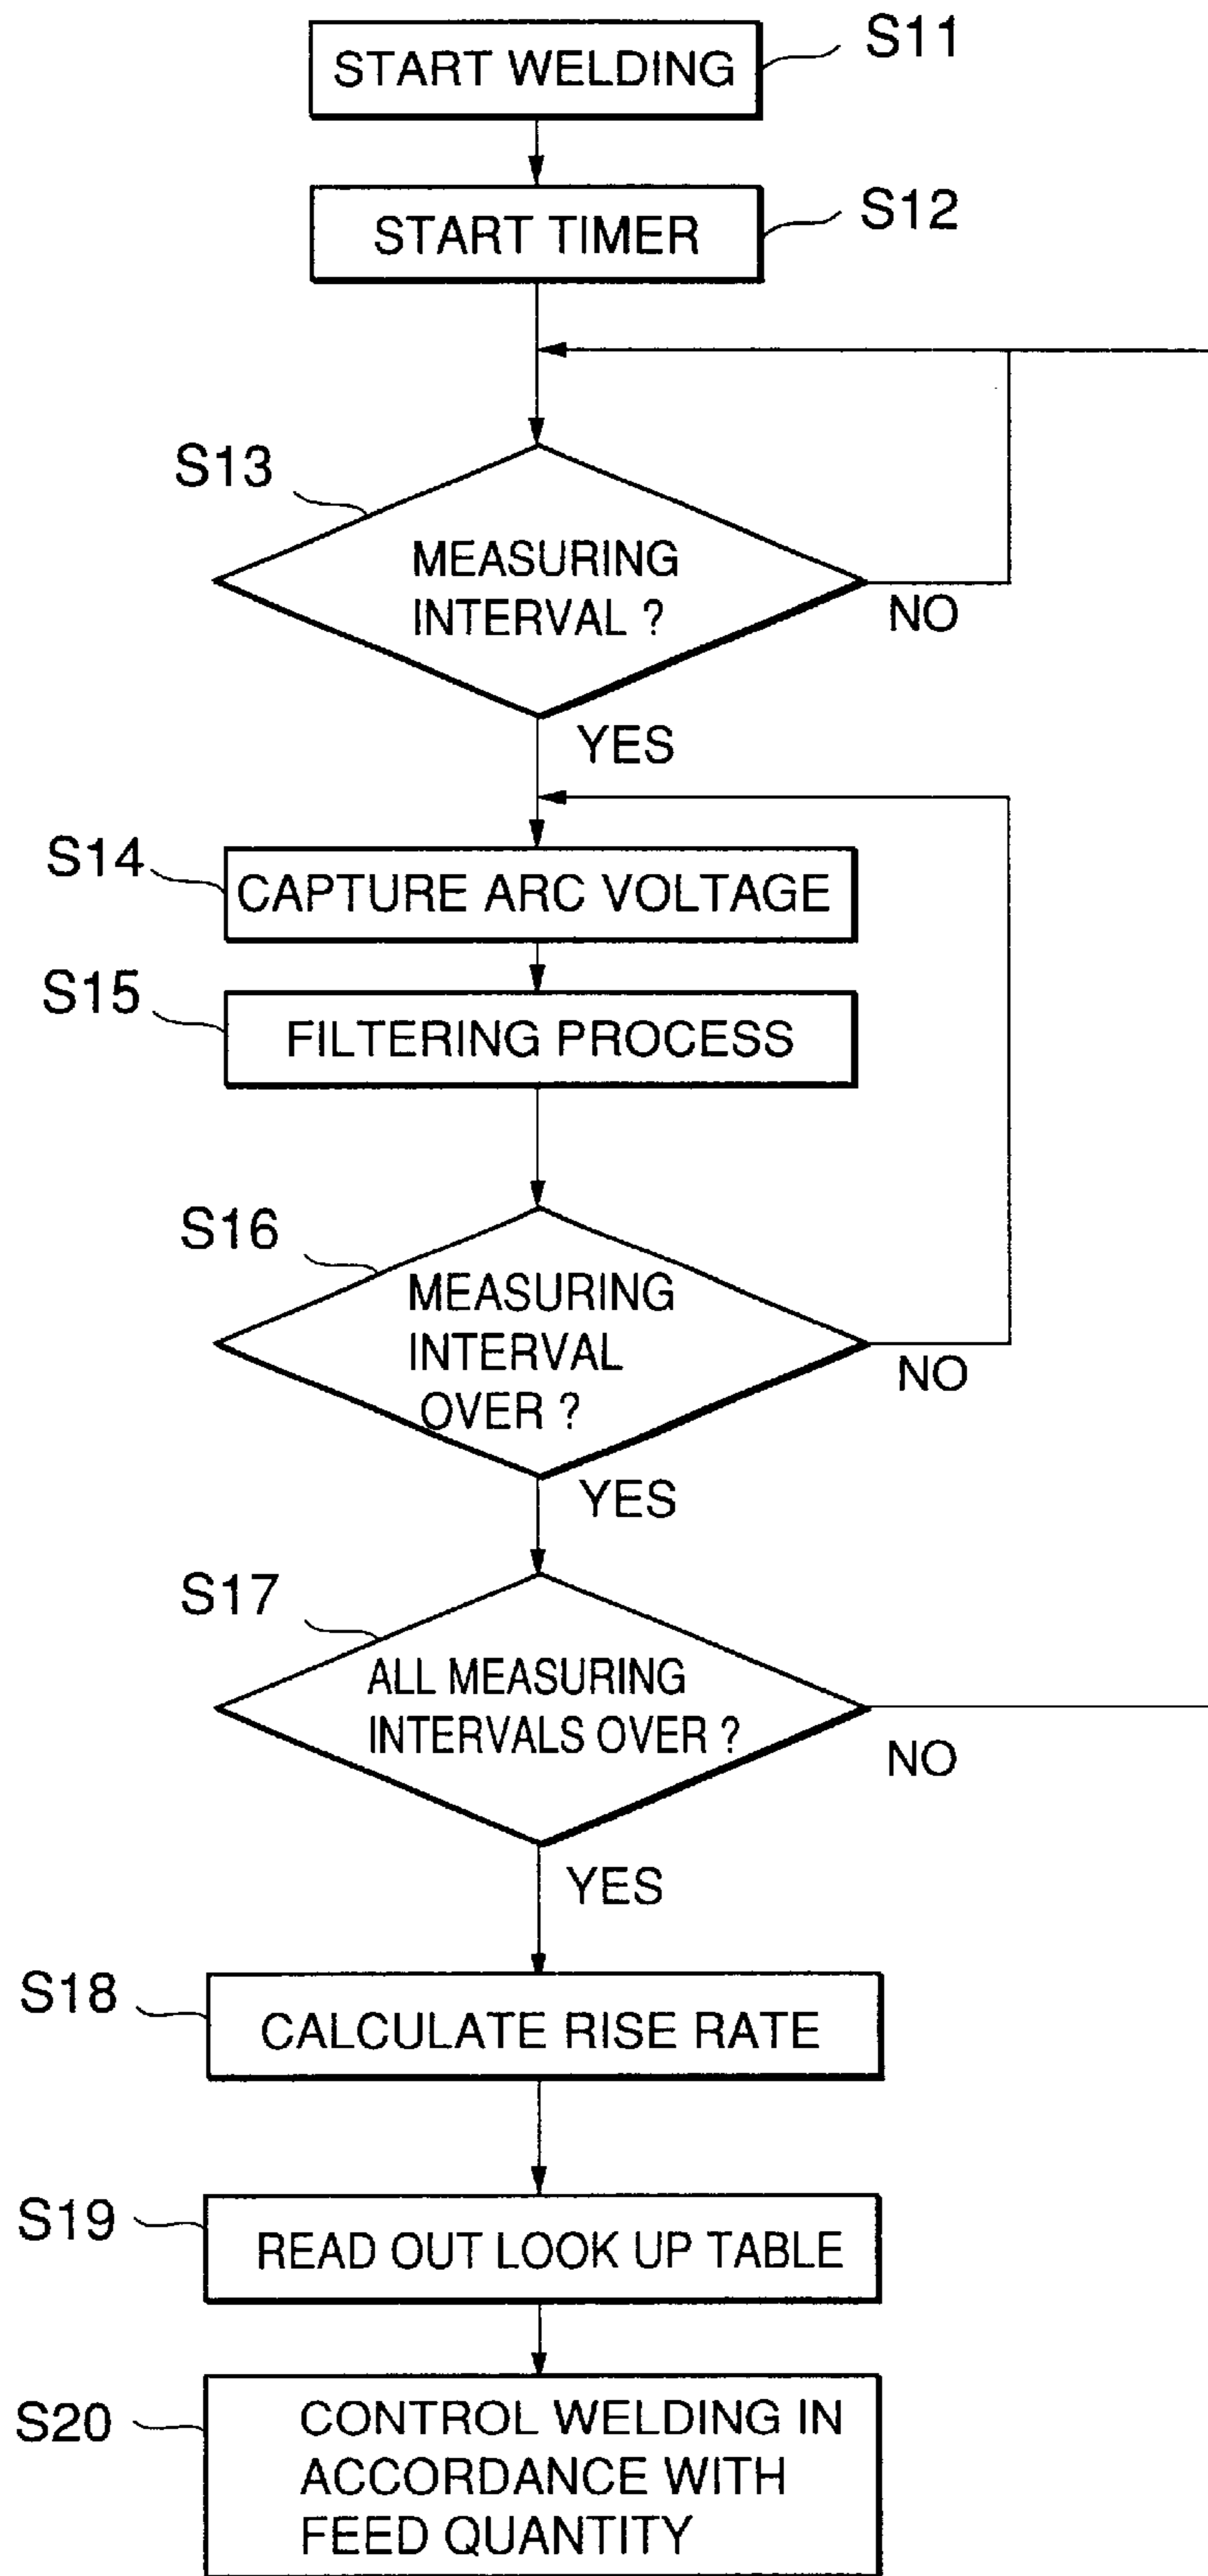 START WELDING
S11
START TIMER
S12
S13
MEASURING
INTERVAL ?
NO
YES
S14
CAPTURE ARC VOLTAGE
S15
FILTERING PROCESS
S16
MEASURING
INTERVAL
OVER ?
NO
YES
S17
ALL MEASURING
INTERVALS OVER ?
NO
YES
S18
CALCULATE RISE RATE
S19
READ OUT LOOK UP TABLE
S20
CONTROL WELDING IN
ACCORDANCE WITH
FEED QUANTITY